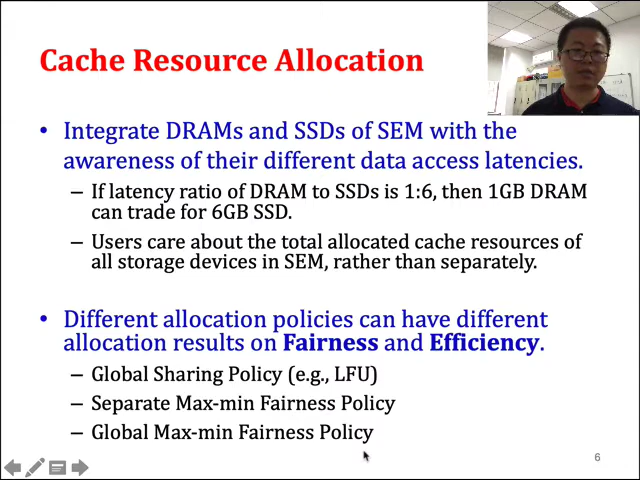 Cache Resource Allocation
• Integrate DRAMs and SSDs of SEM with the
awareness of their different data access latencies.
– If latency ratio of DRAM to SSDs is 1:6, then 1GB DRAM
can trade for 6GB SSD.
– Users care about the total allocated cache resources of
all storage devices in SEM, rather than separately.
• Different allocation policies can have different
allocation results on Fairness and Efficiency.
– Global Sharing Policy (e.g., LFU)
– Separate Max-min Fairness Policy
– Global Max-min Fairness Policy
6